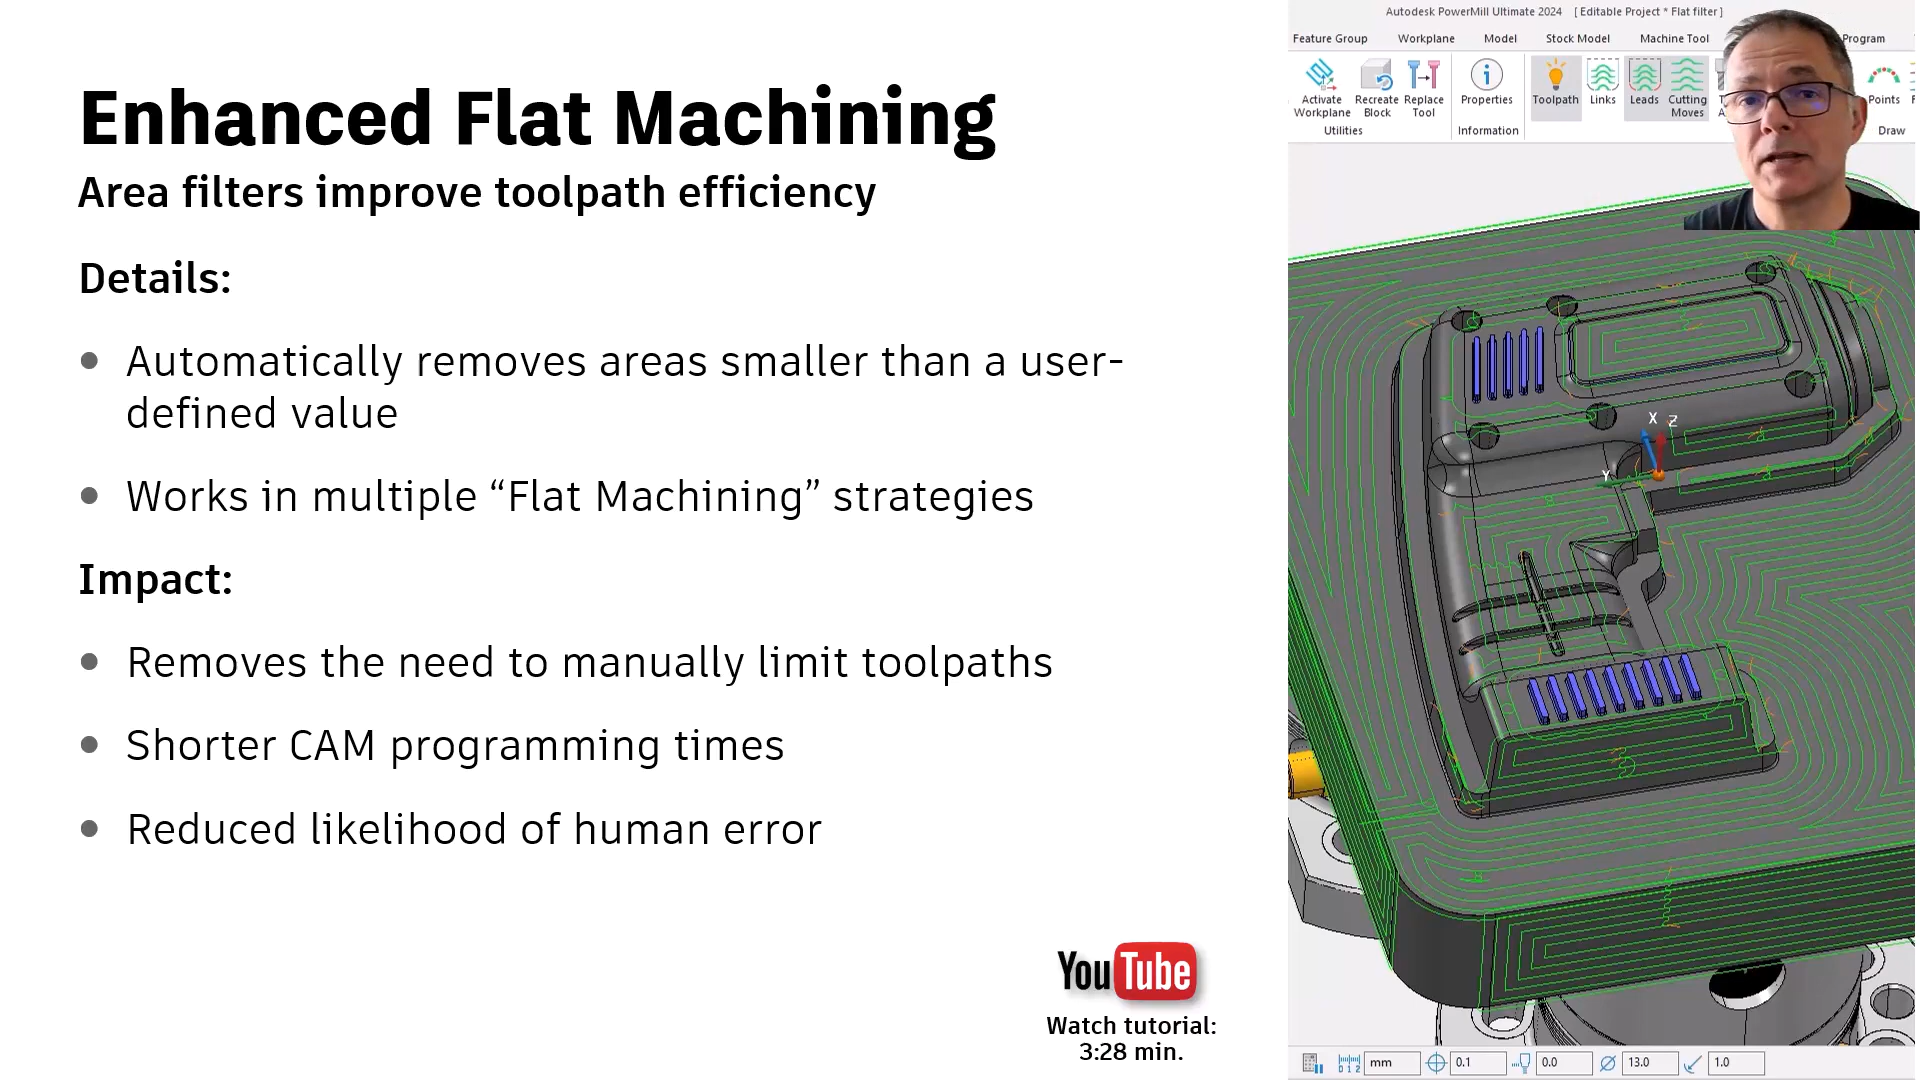 Enhanced Flat Machining
Area filters improve toolpath efficiency
Details:
Automatically removes areas smaller than a user-
defined value
Works in multiple “Flat Machining” strategies
Impact:
Removes the need to manually limit toolpaths
Shorter CAM programming times
Reduced likelihood of human error
YouTube
Watch tutorial:
3:28 min.
Autodesk PowerMill Ultimate 2024 [ Editable Project * Flat filter ]
Feature Group Workplane Model Stock Model Machine Tool Program
Activate Workplane
Recreate Block
Replace Tool
Properties
Toolpath
Links
Leads
Cutting Moves
Points
Utilities
Information
Draw
X Z
Y
mm 0.1 0.0 13.0 1.0